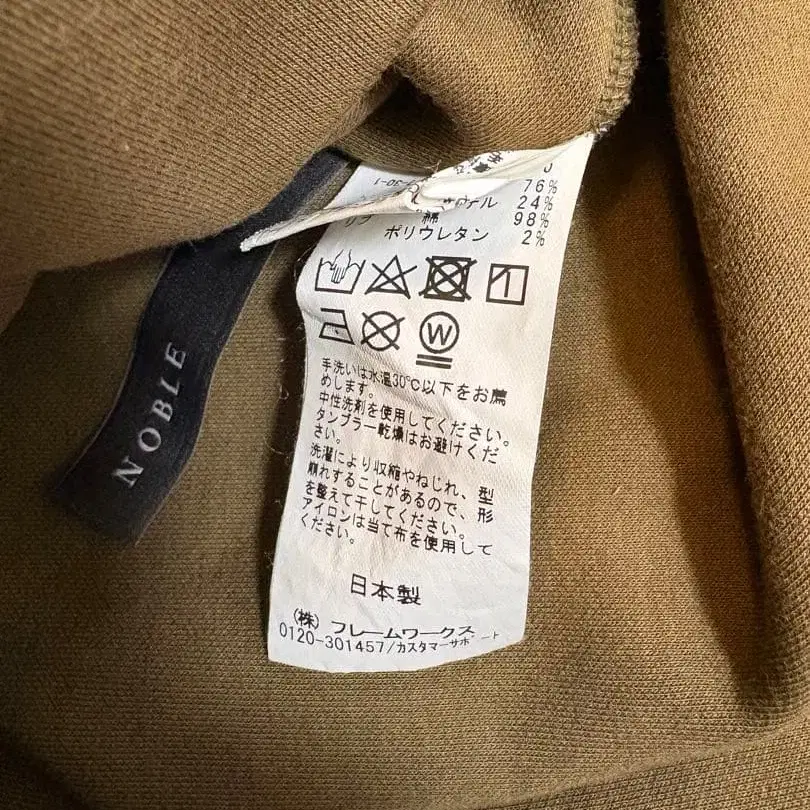 76%
24%
綿 98%
ポリウレタン 2%
W
手洗いは水温30℃以下をお薦
めします。
中性洗剤を使用してください。
タンブラー乾燥はお避けくだ
さい。
洗濯により収縮やねじれ、型
崩れすることがあるので、形
を整えて干してください。
アイロンは当て布を使用して
ください。
日本製
(株) フレームワークス
0120-301457/カスタマーサポート
NOBLE